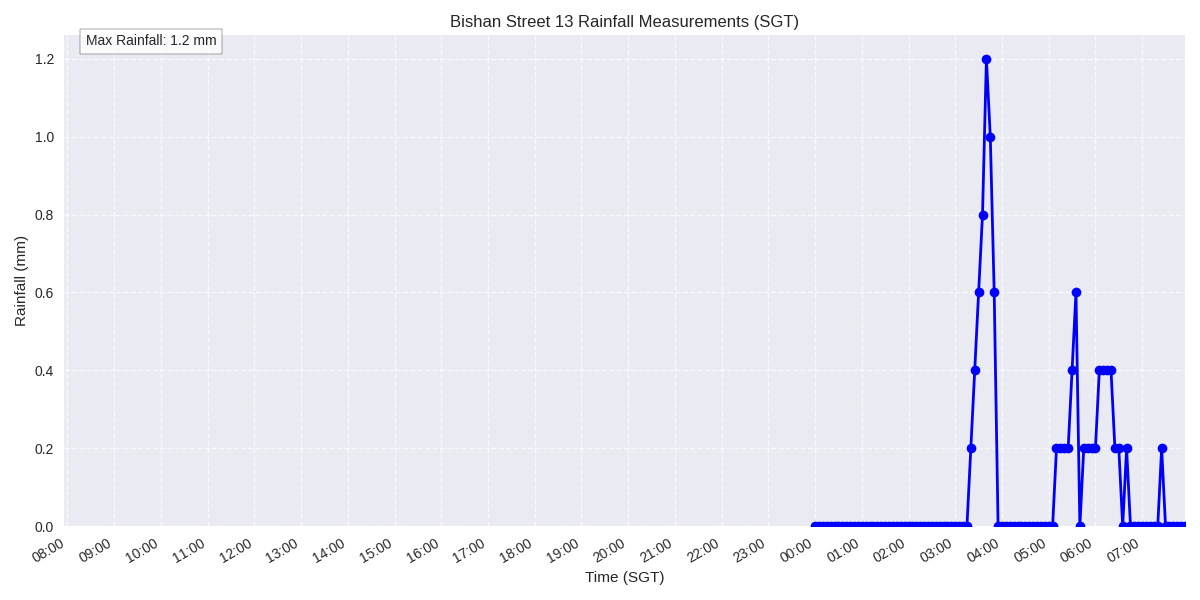 Bishan Street 13 Rainfall Measurements (SGT)
Max Rainfall: 1.2 mm
1.2
1.0
0.8
0.6
0.4
0.2
0.0
Rainfall (mm)
08:00 09:00 10:00 11:00 12:00 13:00 14:00 15:00 16:00 17:00 18:00 19:00 20:00 21:00 22:00 23:00 00:00 01:00 02:00 03:00 04:00 05:00 06:00 07:00
Time (SGT)